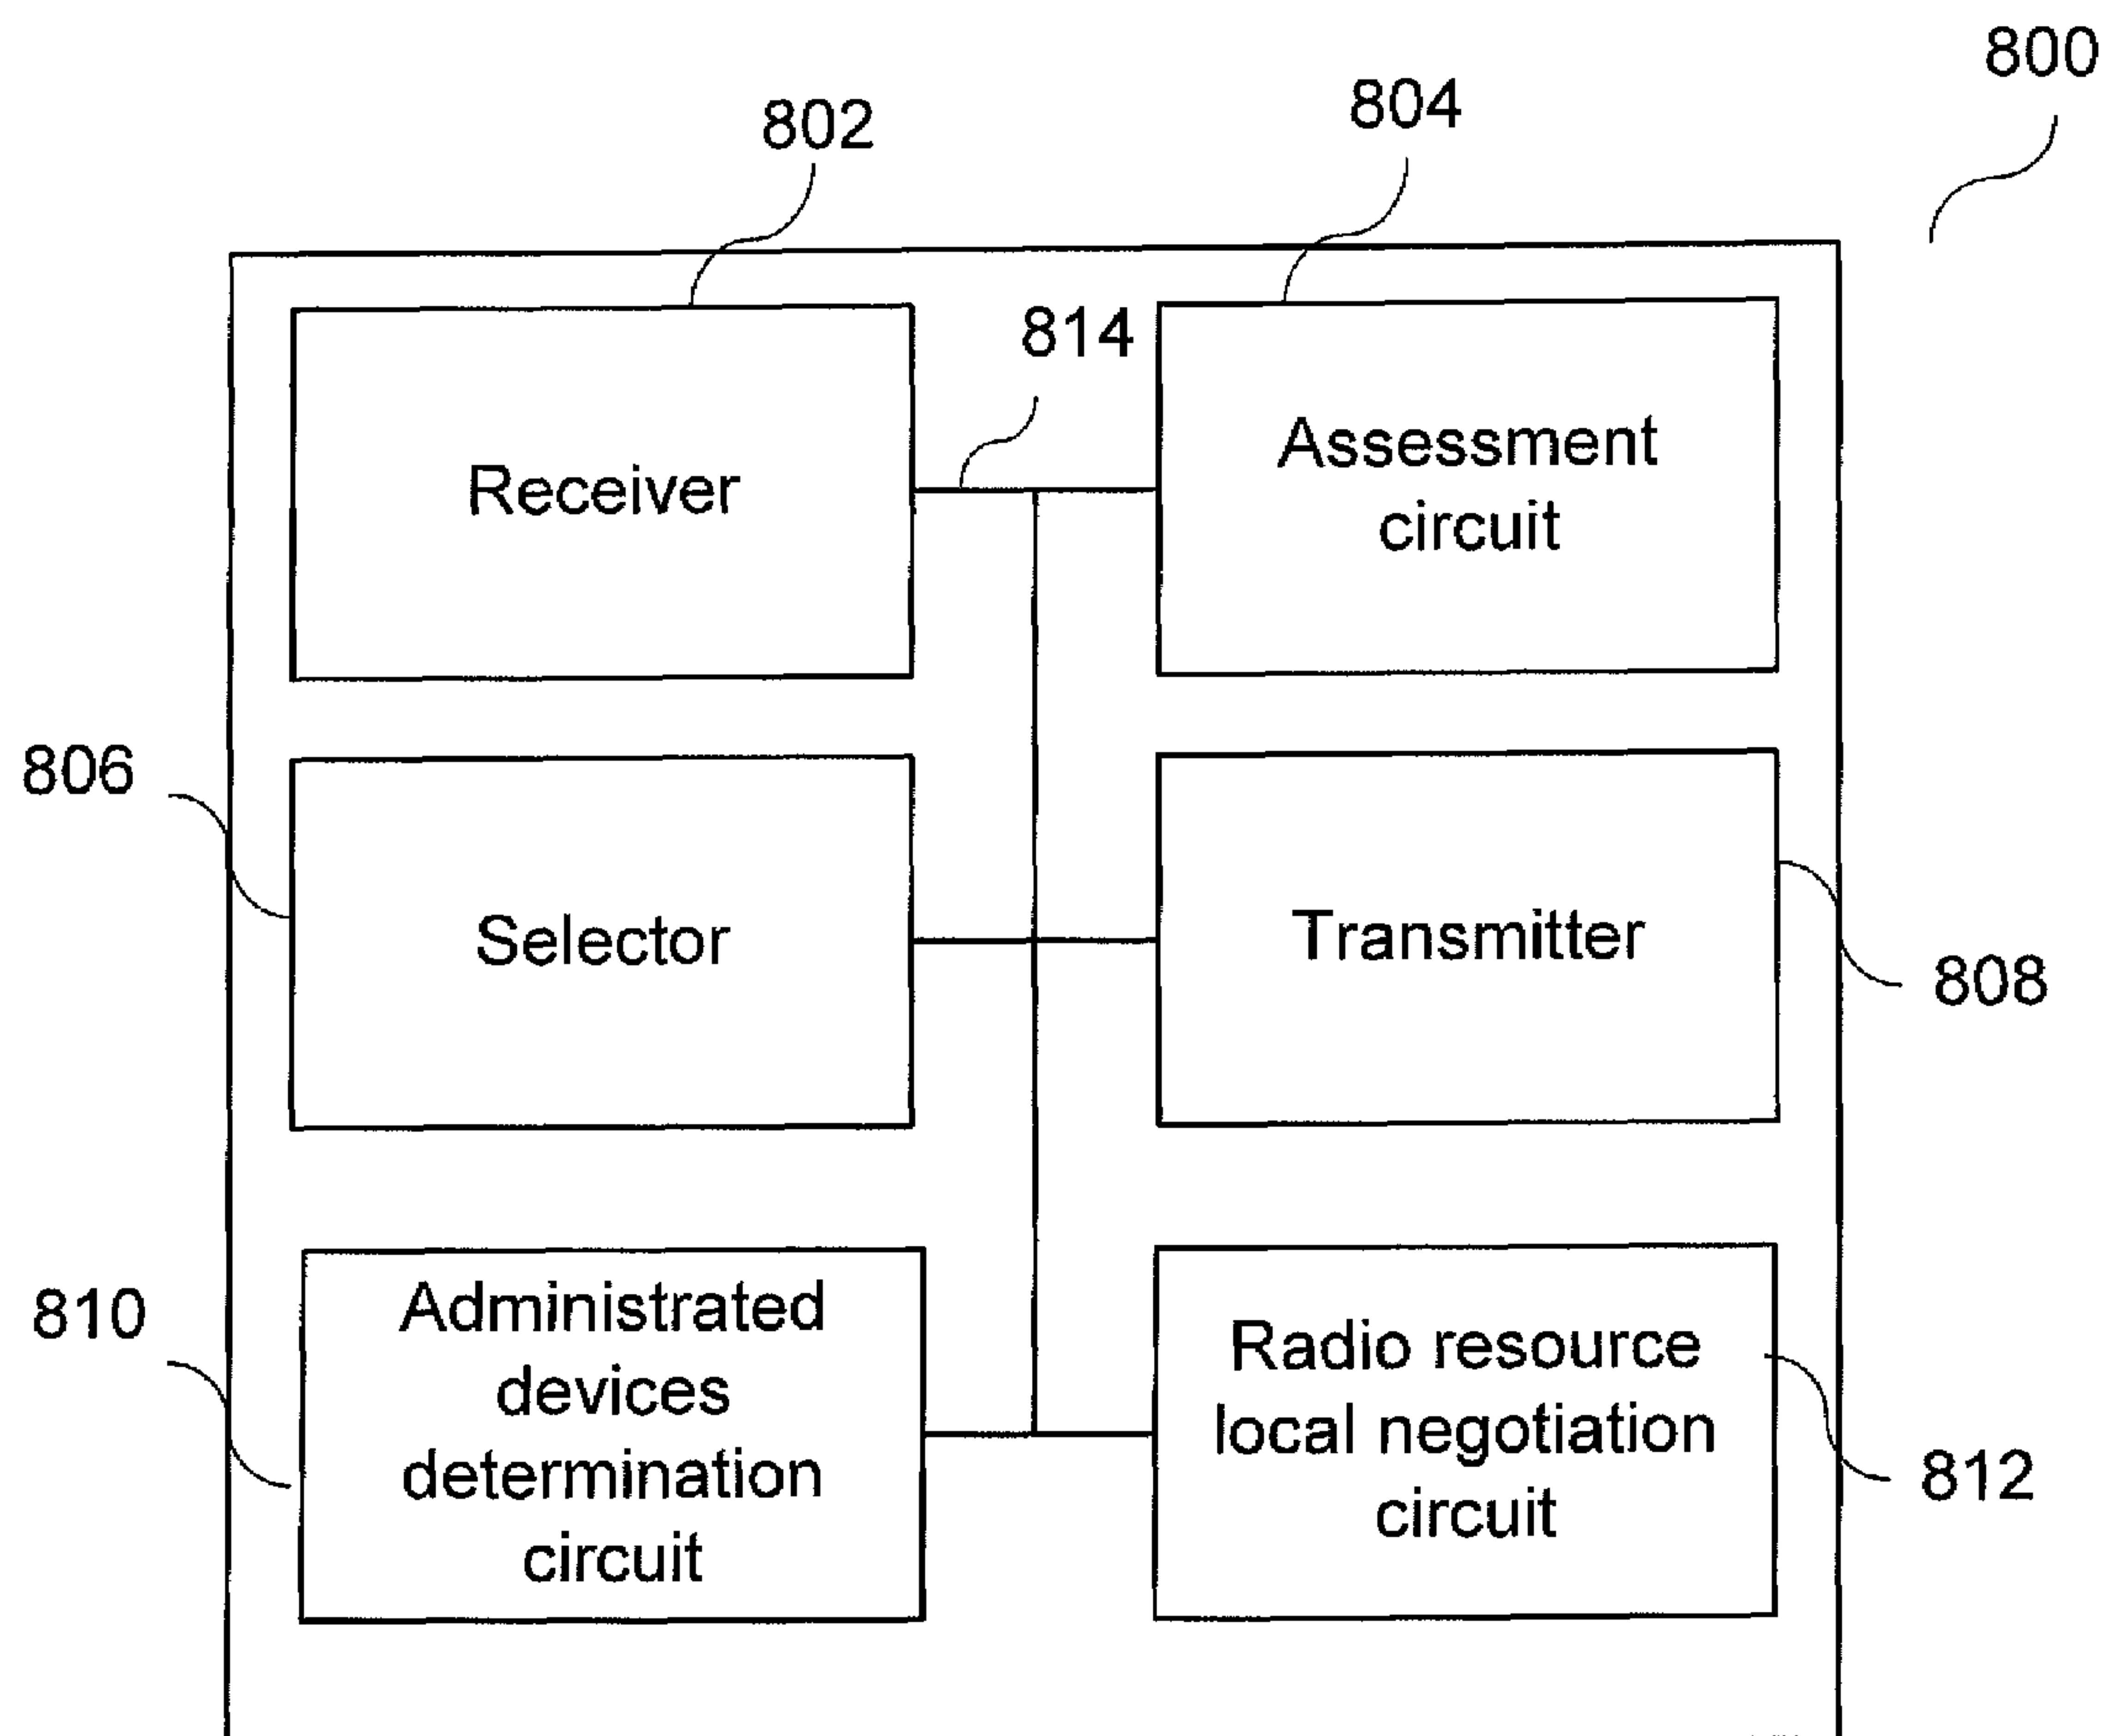 800
802
804
814
Receiver
Assessment
circuit
806
Selector
Transmitter
808
810
Administrated
devices
determination
circuit
Radio resource
local negotiation
circuit
812